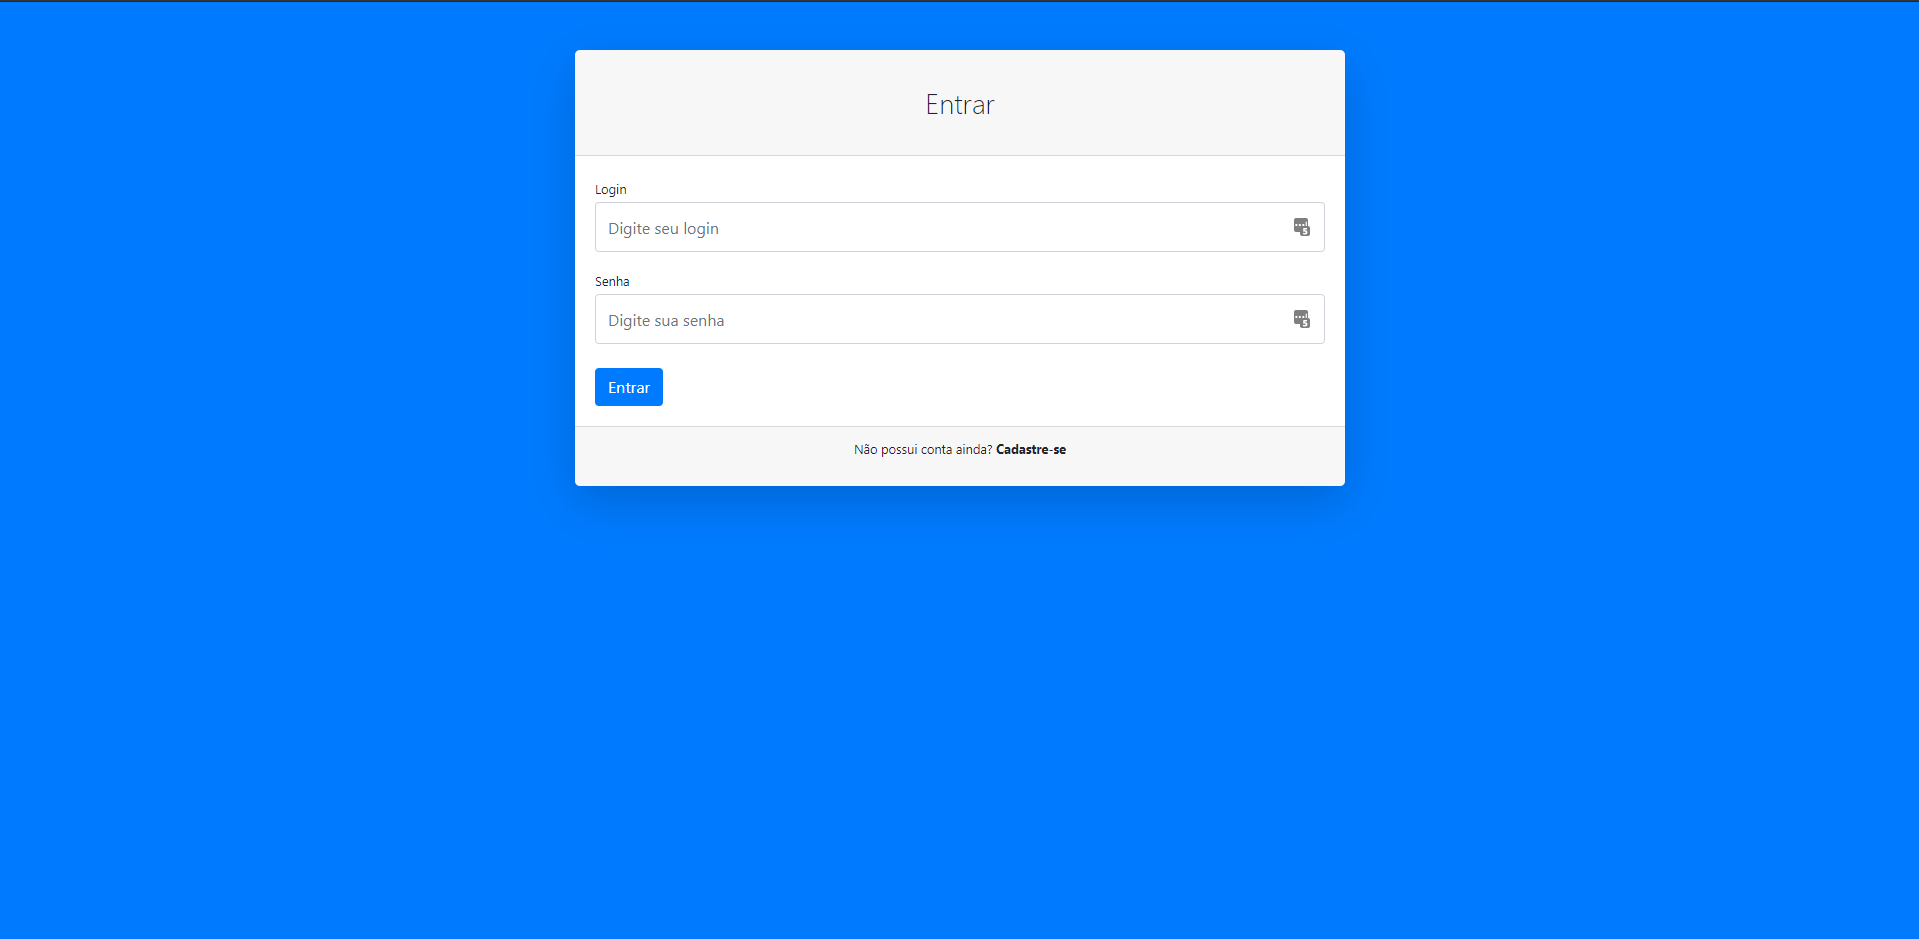 Entrar
Login
Digite seu login
Senha
Digite sua senha
Entrar
Não possui conta ainda? Cadastre-se